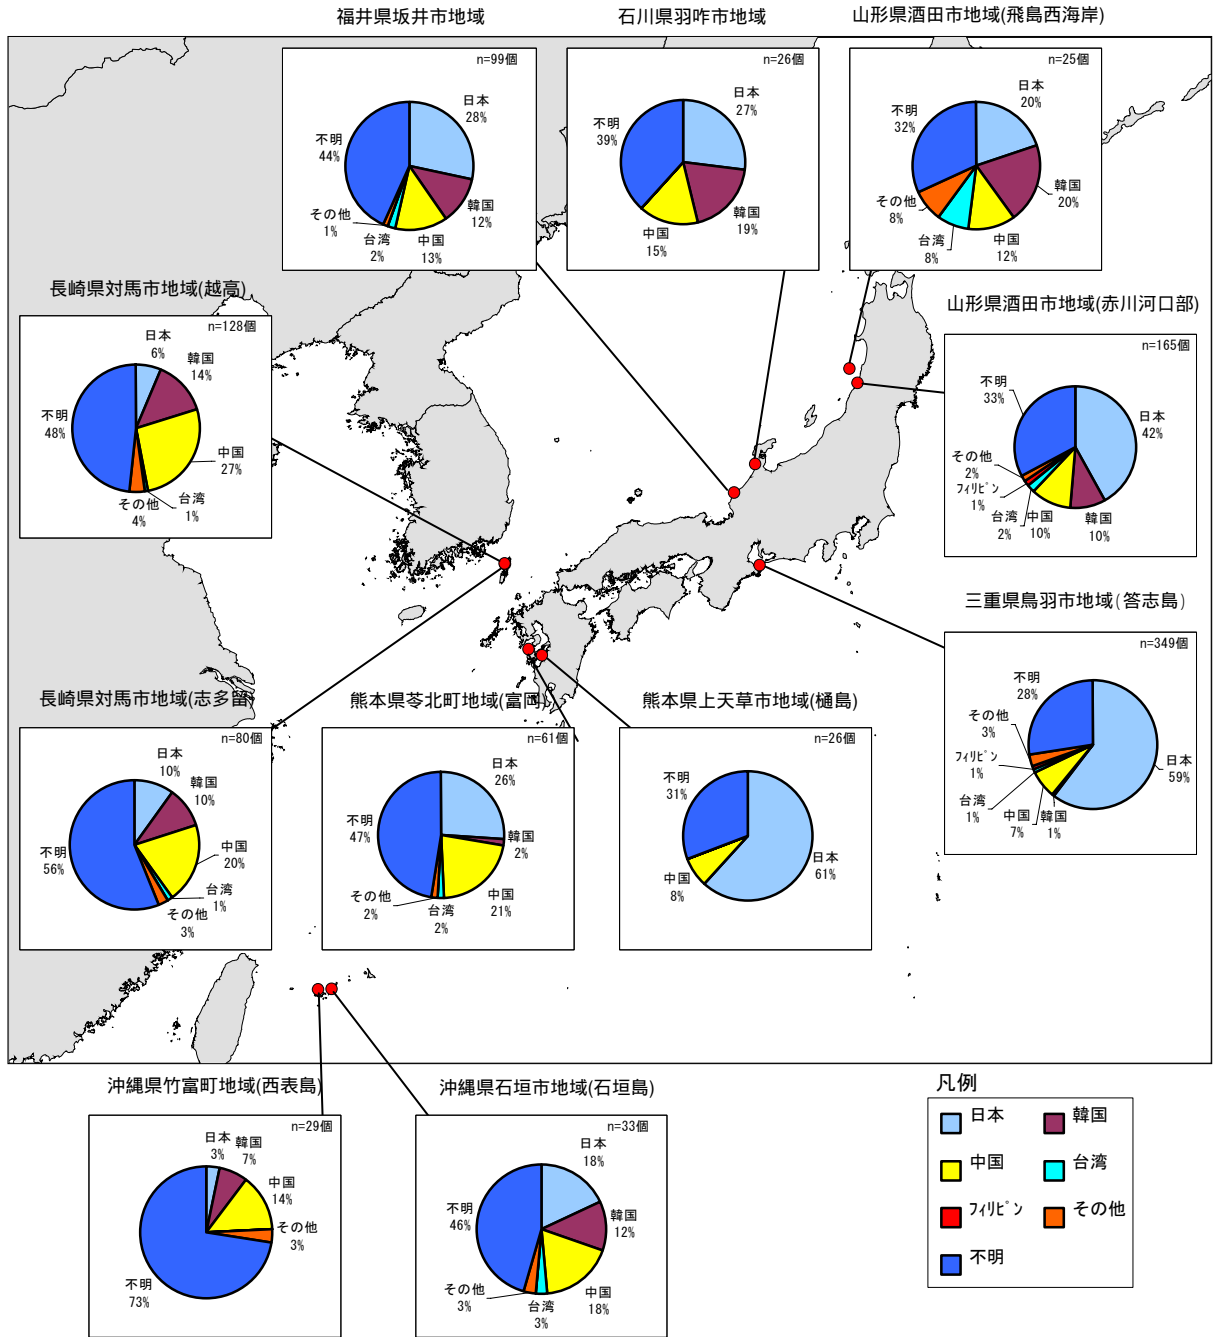 福井県坂井市地域
n=99個
日本
28%
韓国
12%
中国
13%
台湾
2%
その他
1%
不明
44%
石川県羽咋市地域
n=26個
日本
27%
韓国
19%
中国
15%
不明
39%
山形県酒田市地域(飛島西海岸)
n=25個
日本
20%
韓国
20%
中国
12%
台湾
8%
その他
8%
不明
32%
長崎県対馬市地域(越高)
n=128個
日本
6%
韓国
14%
中国
27%
台湾
1%
その他
4%
不明
48%
山形県酒田市地域(赤川河口部)
n=165個
日本
42%
韓国
10%
中国
10%
台湾
2%
フィリピン
1%
その他
2%
不明
33%
三重県鳥羽市地域(答志島)
n=349個
日本
59%
韓国
1%
中国
7%
台湾
1%
フィリピン
1%
その他
3%
不明
28%
長崎県対馬市地域(志多留)
n=80個
日本
10%
韓国
10%
中国
20%
台湾
1%
その他
3%
不明
56%
熊本県苓北町地域(富岡)
n=61個
日本
26%
韓国
2%
中国
21%
台湾
2%
その他
2%
不明
47%
熊本県上天草市地域(樋島)
n=26個
日本
61%
中国
8%
不明
31%
沖縄県竹富町地域(西表島)
n=29個
日本
3%
韓国
7%
中国
14%
その他
3%
不明
73%
沖縄県石垣市地域(石垣島)
n=33個
日本
18%
韓国
12%
中国
18%
台湾
3%
その他
3%
不明
46%
凡例
日本
韓国
中国
台湾
フィリピン
その他
不明